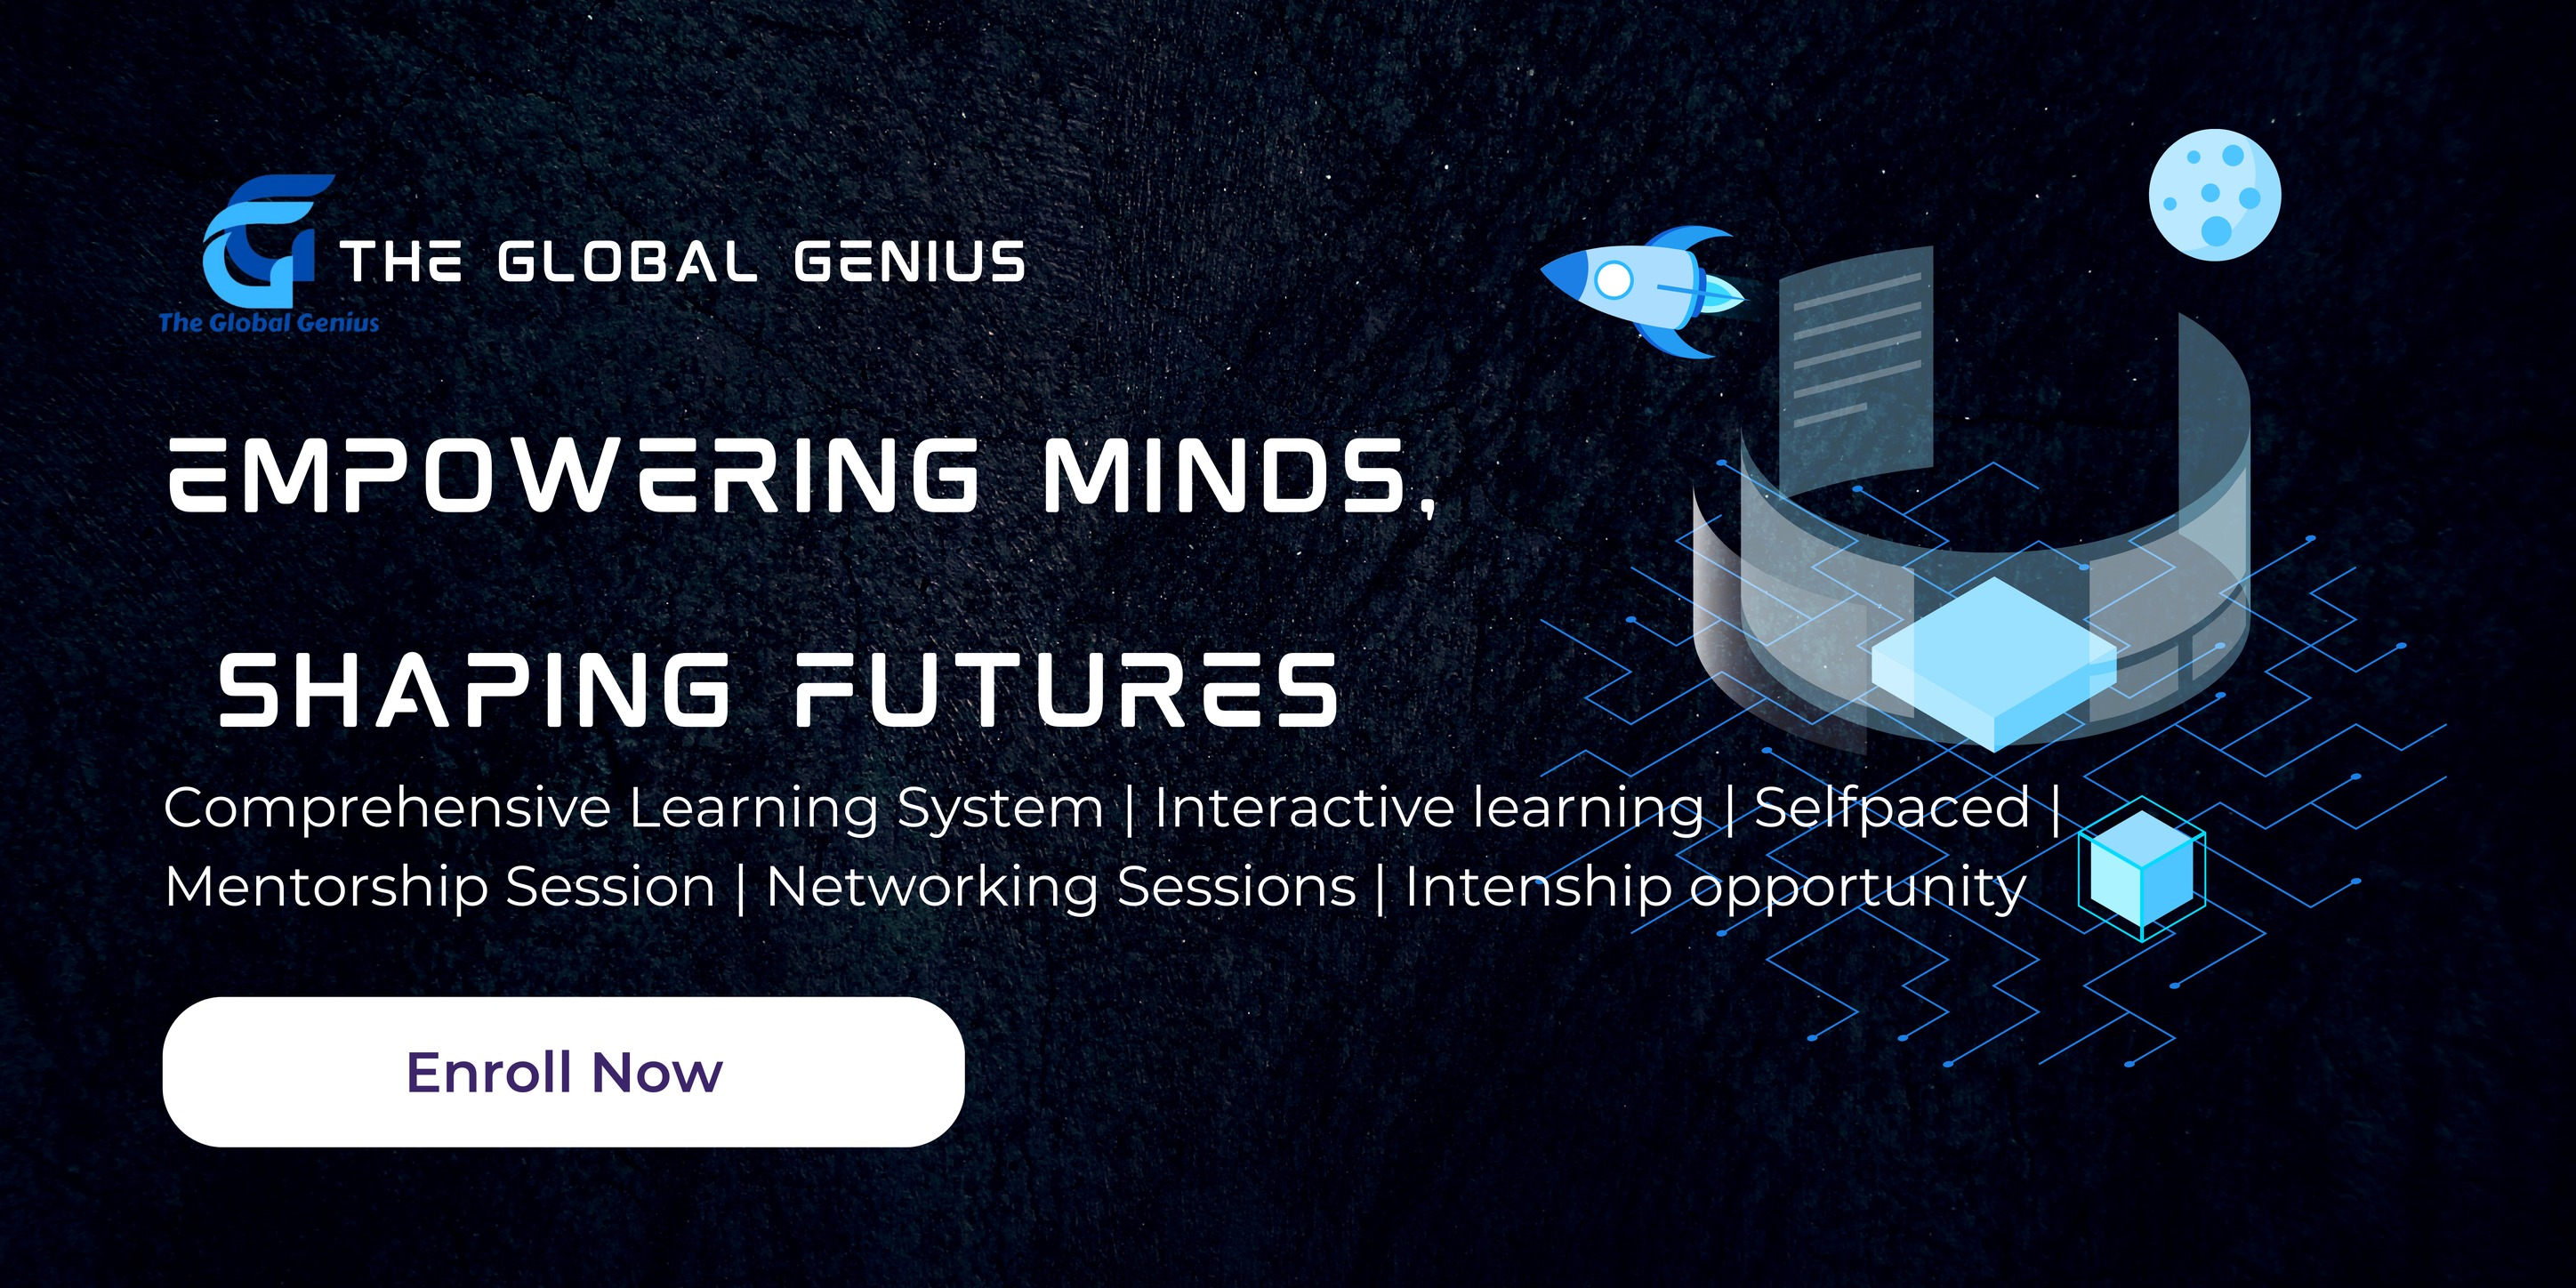 THE GLOBAL GENIUS
The Global Genius
EMPOWERING MINDS,
SHAPING FUTURES
Comprehensive Learning System | Interactive learning | Selfpaced |
Mentorship Session | Networking Sessions | Intenship opportunity
Enroll Now